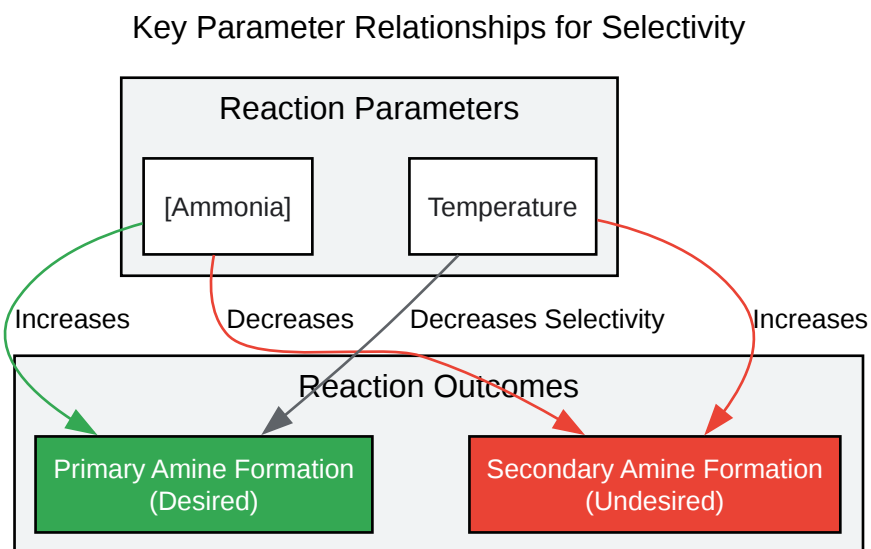 Key Parameter Relationships for Selectivity
Reaction Parameters
[Ammonia]
Temperature
Increases
Decreases
Decreases Selectivity
Increases
Reaction Outcomes
Primary Amine Formation
(Desired)
Secondary Amine Formation
(Undesired)